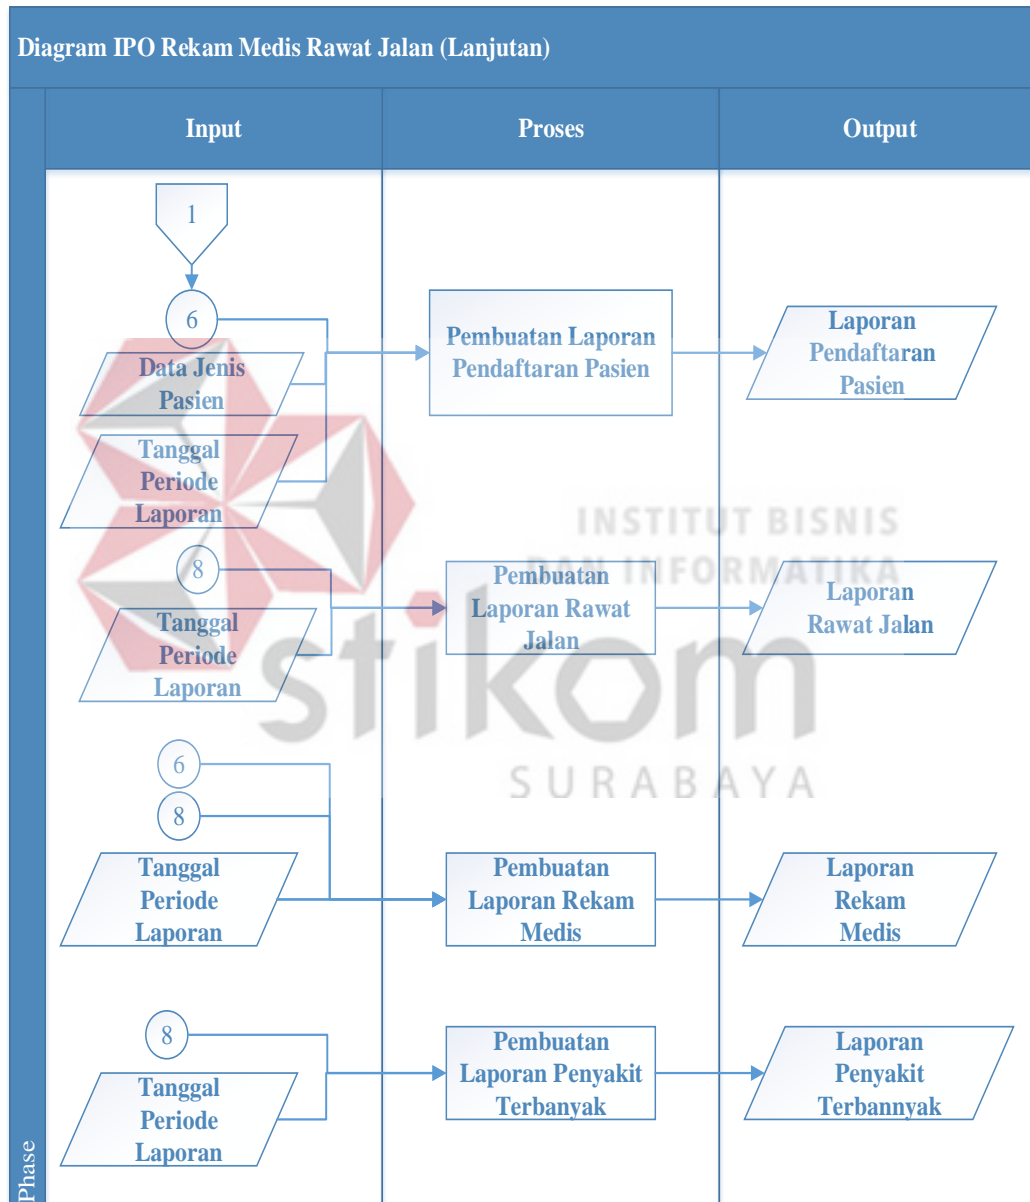 Diagram IPO Rekam Medis Rawat Jalan (Lanjutan)
Input
Proses
Output
1
6
Data Jenis
Pasien
Tanggal
Periode
Laporan
Pembuatan Laporan
Pendaftaran Pasien
Laporan
Pendaftaran
Pasien
INSTITUT BISNIS
DAN INFORMATIKA
8
Tanggal
Periode
Laporan
Pembuatan
Laporan Rawat
Jalan
Laporan
Rawat Jalan
stikom
SURABAYA
6
8
Tanggal
Periode
Laporan
Pembuatan
Laporan Rekam
Medis
Laporan
Rekam
Medis
8
Tanggal
Periode
Laporan
Pembuatan
Laporan Penyakit
Terbanyak
Laporan
Penyakit
Terbannyak
Phase